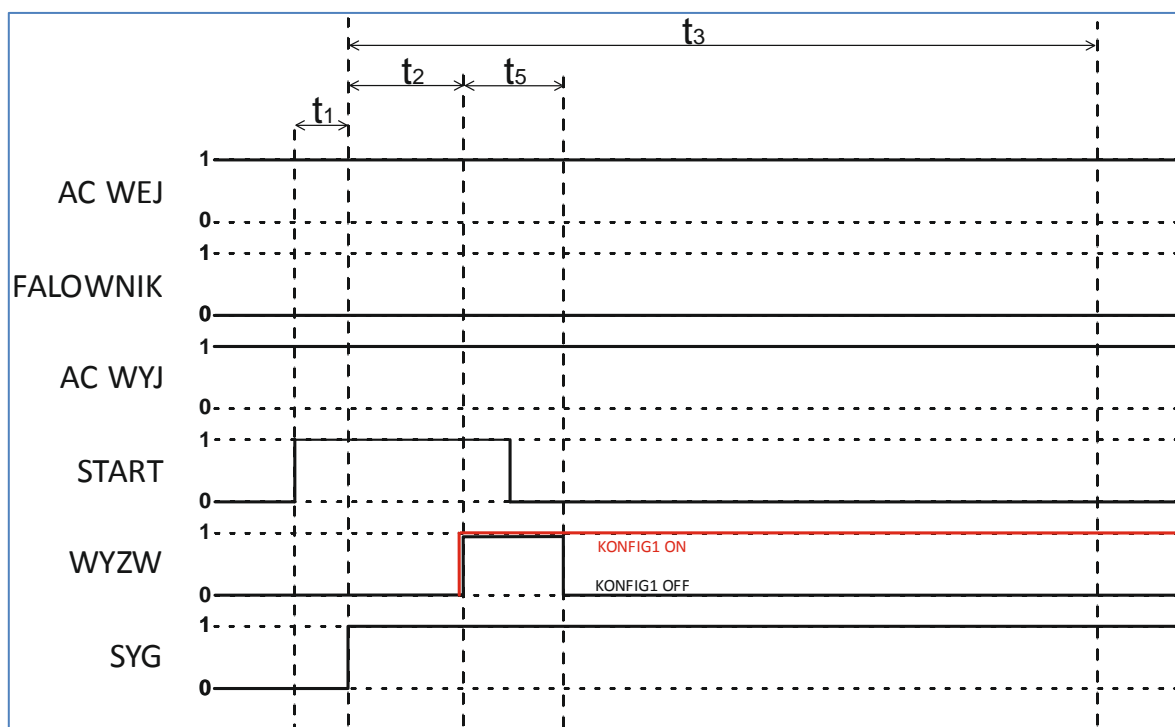 t3
t2 t5
t1
1
AC WEJ
0
1
FALOWNIK
0
1
AC WYJ
0
1
START
0
1
KONFIG1 ON
WYZW
0 KONFIG1 OFF
1
SYG
0